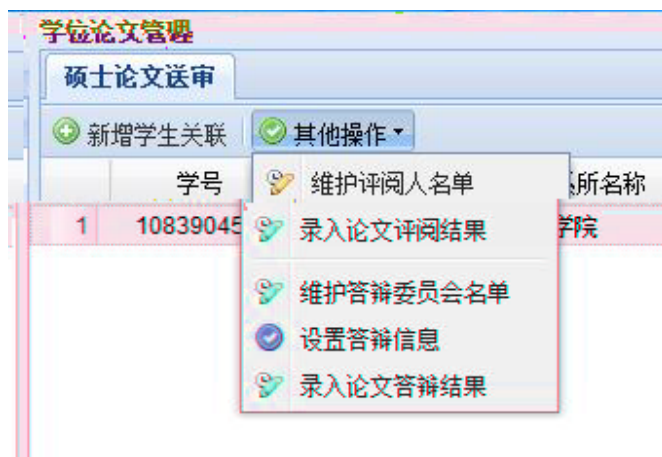 学位论文管理
硕士论文送审
新增学生关联 其他操作
学号 维护评阅人名单 所名称
1 10839045 录入论文评阅结果 学院
维护答辩委员会名单
设置答辩信息
录入论文答辩结果